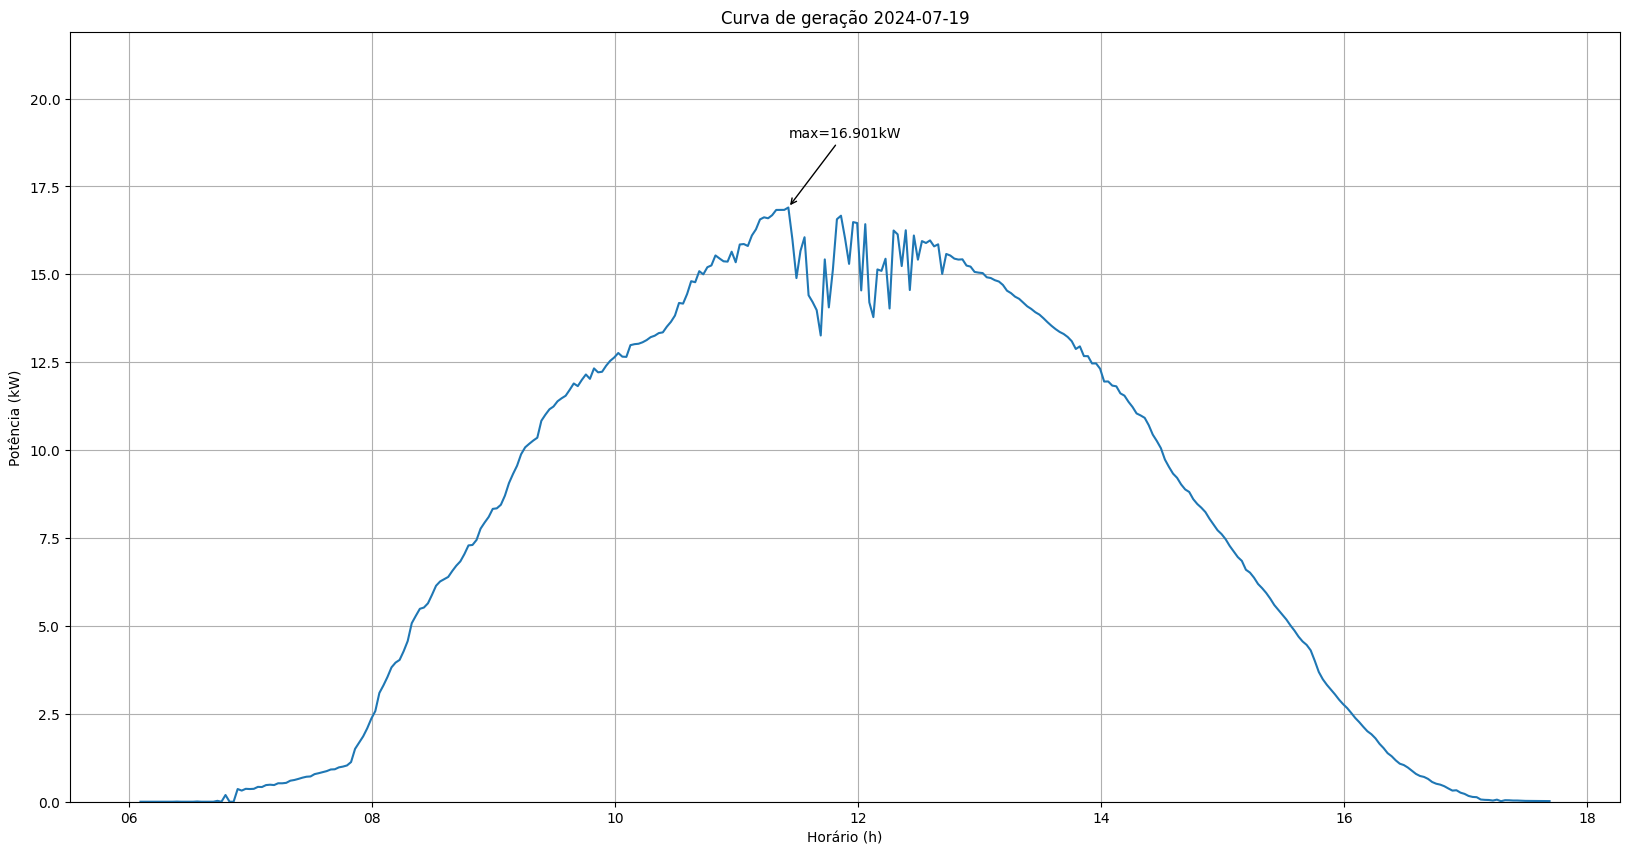 Curva de geração 2024-07-19
20.0
max=16.901kW
17.5
15.0
12.5
10.0
7.5
5.0
2.5
0.0
Potência (kW)
06 08 10 12 14 16 18
Horário (h)